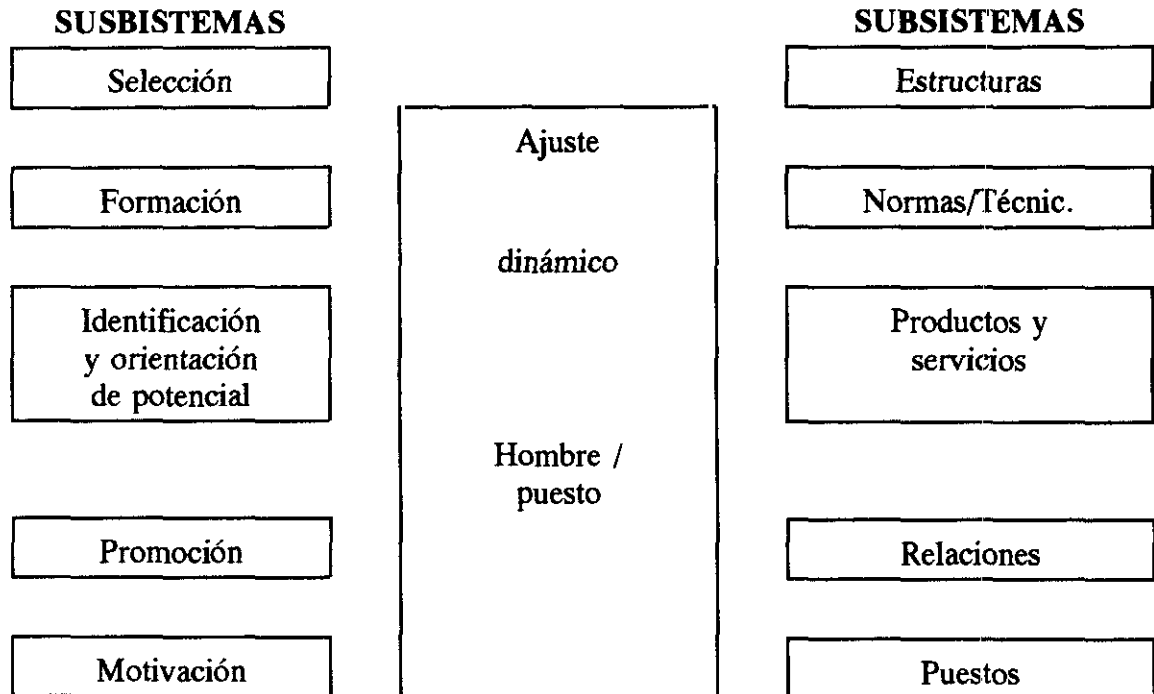 SUSBISTEMAS
Selección
Formación
Identificación
y orientación
de potencial
Promoción
Motivación
Ajuste
dinámico
Hombre /
puesto
SUBSISTEMAS
Estructuras
Normas/Técnic.
Productos y
servicios
Relaciones
Puestos